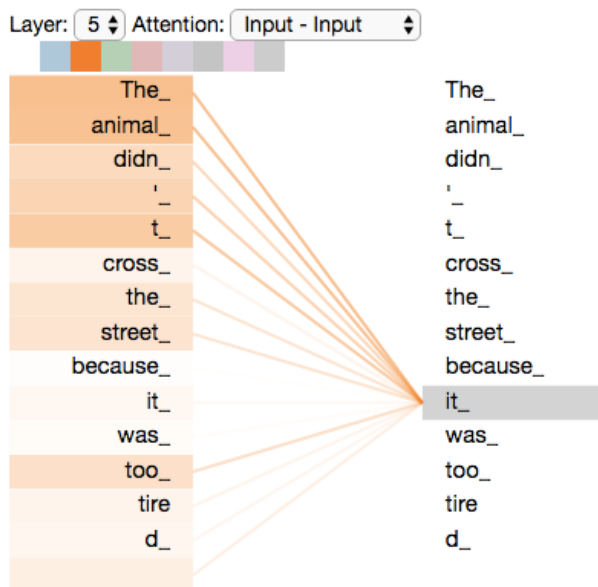 Layer: 5 Attention: Input - Input
The_ The_
animal_ animal_
didn_ didn_
'_ '_
t_ t_
cross_ cross_
the_ the_
street_ street_
because_ because_
it_ it_
was_ was_
too_ too_
tire tire
d_ d_